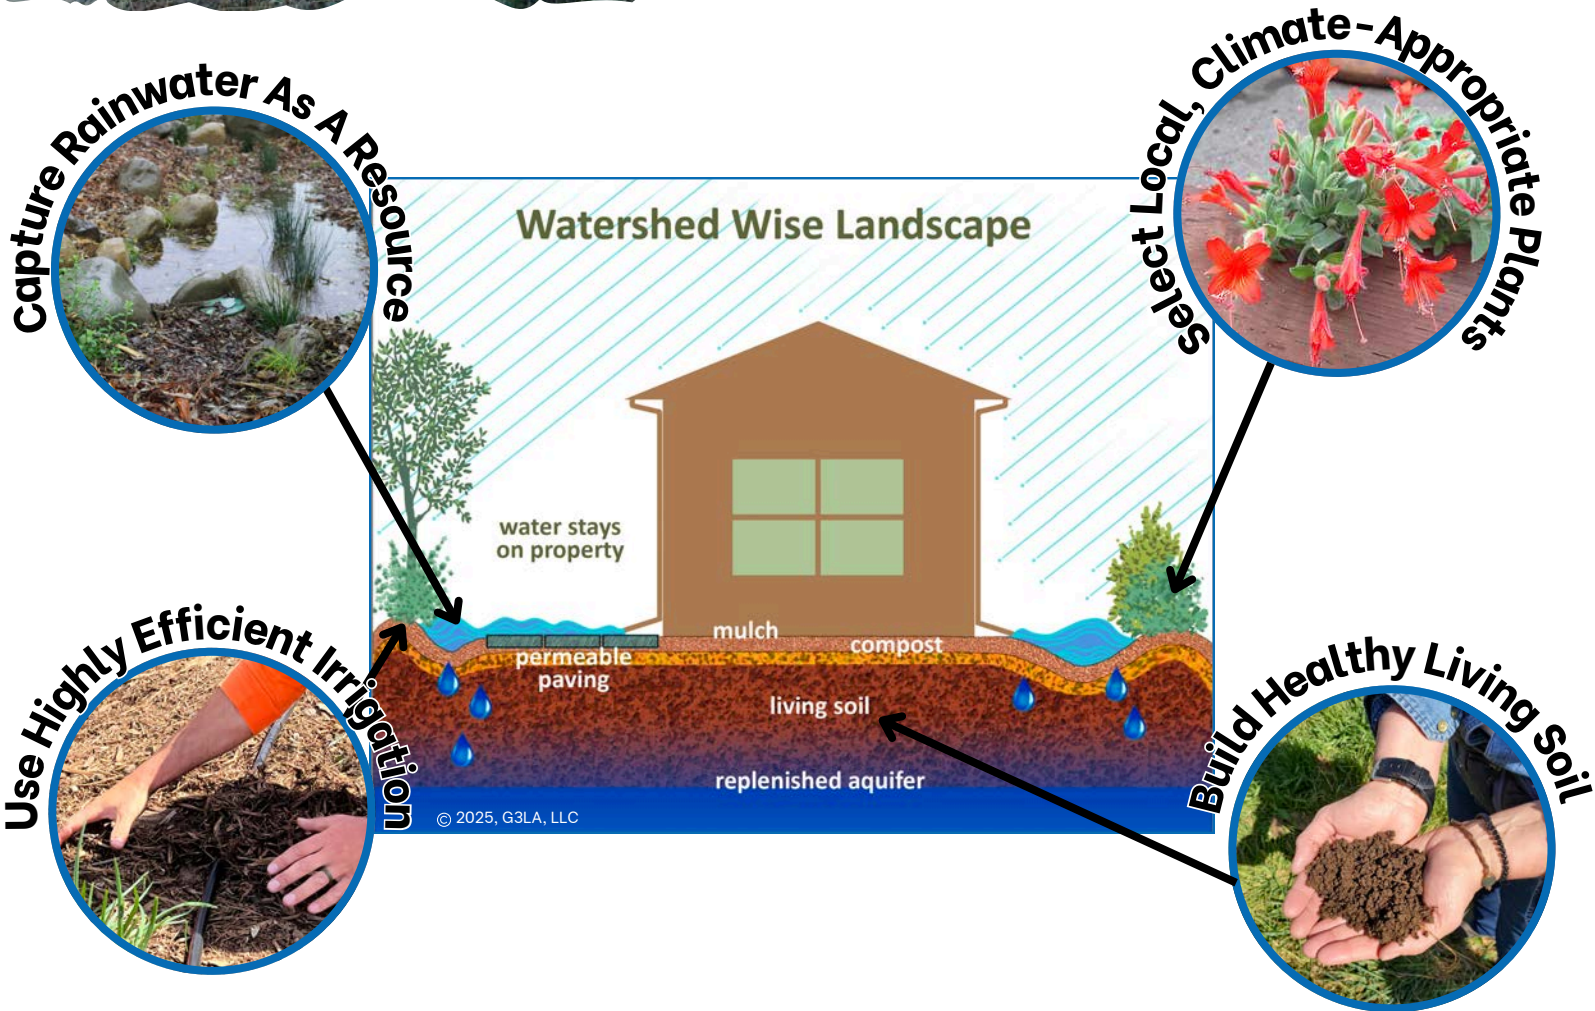 Capture Rainwater As A Resource
Select Local, Climate-Appropriate Plants
Watershed Wise Landscape
water stays
on property
mulch
compost
permeable
paving
living soil
replenished aquifer
© 2025, G3LA, LLC
Use Highly Efficient Irrigation
Build Healthy Living Soil